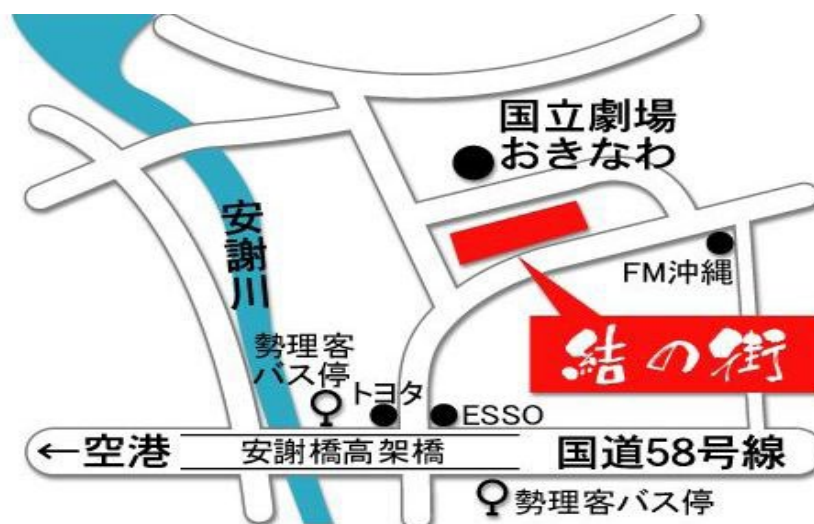 国立劇場
おきなわ
安謝川
FM沖縄
結の街
勢理客
バス停
トヨタ
ESSO
←空港
安謝橋高架橋
国道58号線
勢理客バス停